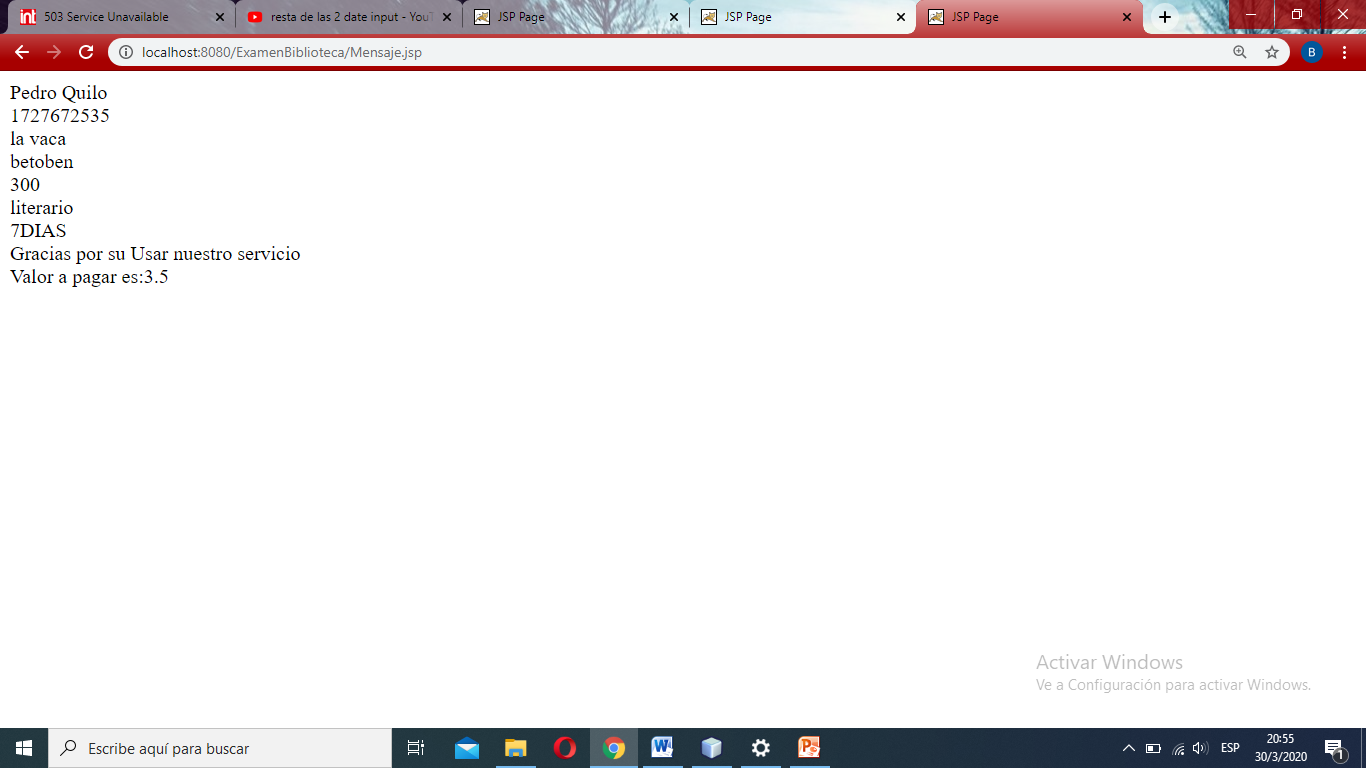 503 Service Unavailable
resta de las 2 date input - You
JSP Page
JSP Page
JSP Page
localhost:8080/ExamenBiblioteca/Mensaje.jsp
B
Pedro Quilo
1727672535
la vaca
betoben
300
literario
7DIAS
Gracias por su Usar nuestro servicio
Valor a pagar es:3.5
Activar Windows
Ve a Configuración para activar Windows.
Escribe aquí para buscar
ESP
20:55
30/3/2020
1